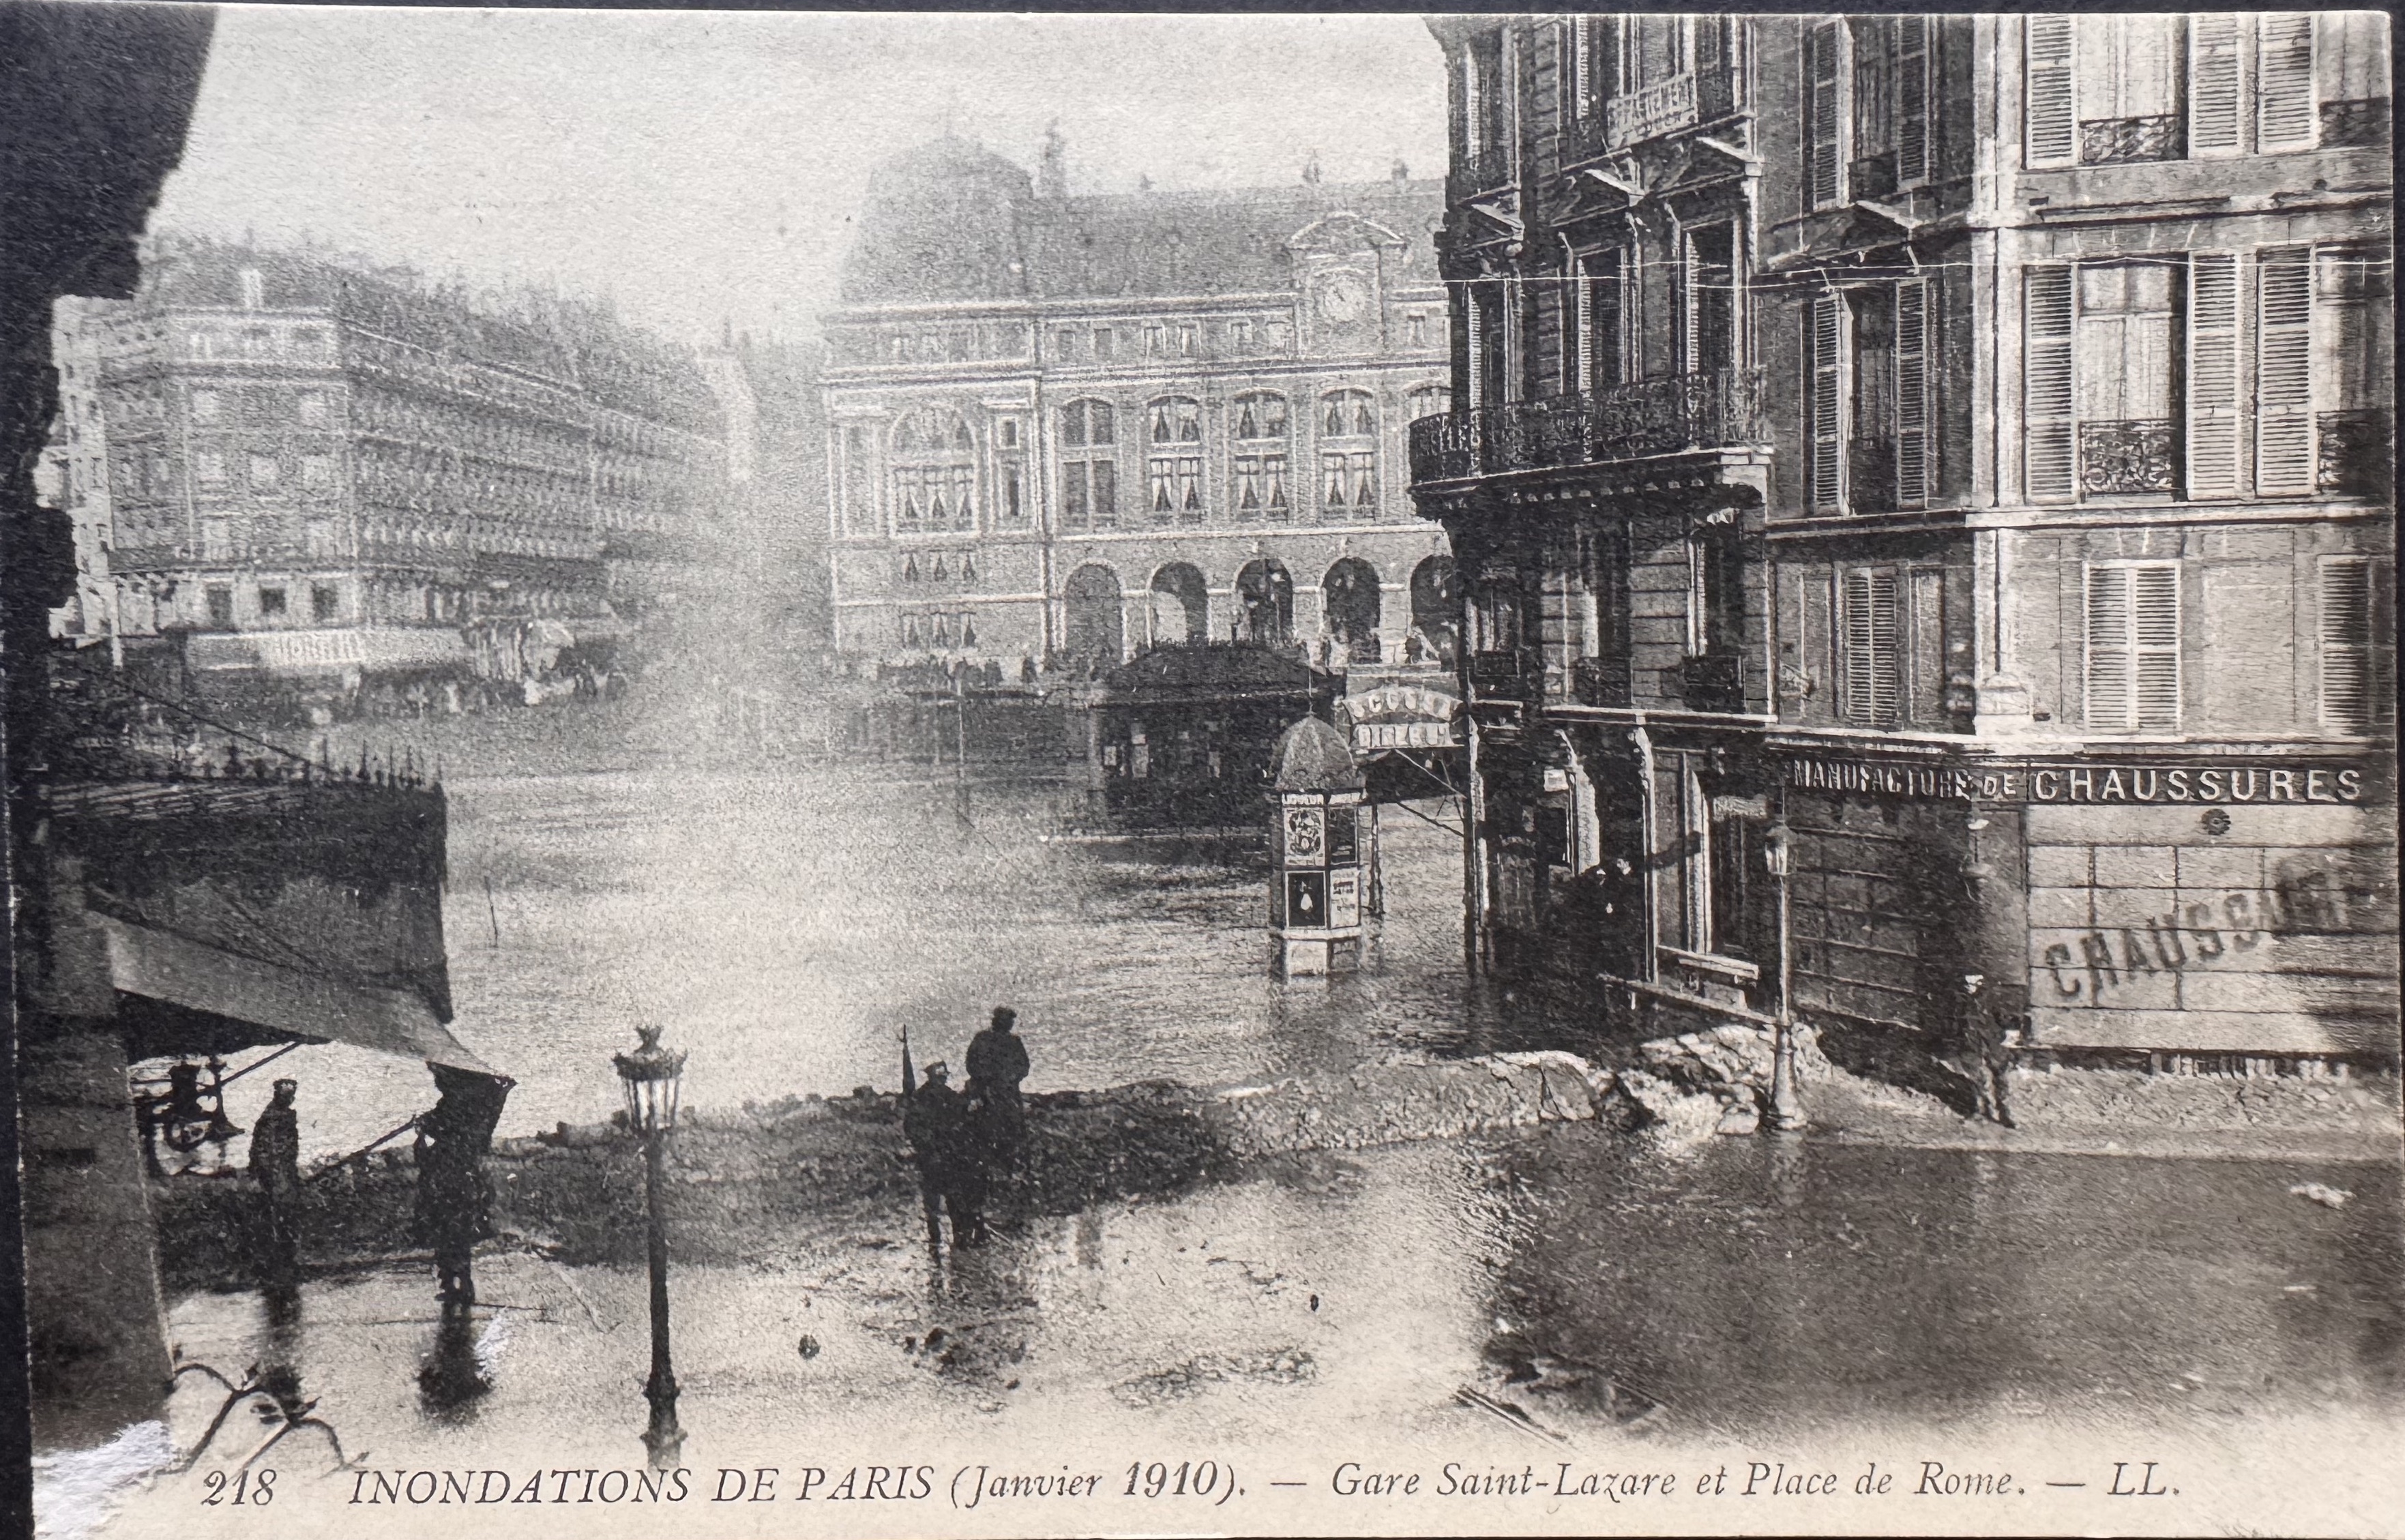 MANUFACTURE DE CHAUSSURES
CHAUSSURES
218 INONDATIONS DE PARIS (Janvier 1910). — Gare Saint-Lazare et Place de Rome. — LL.